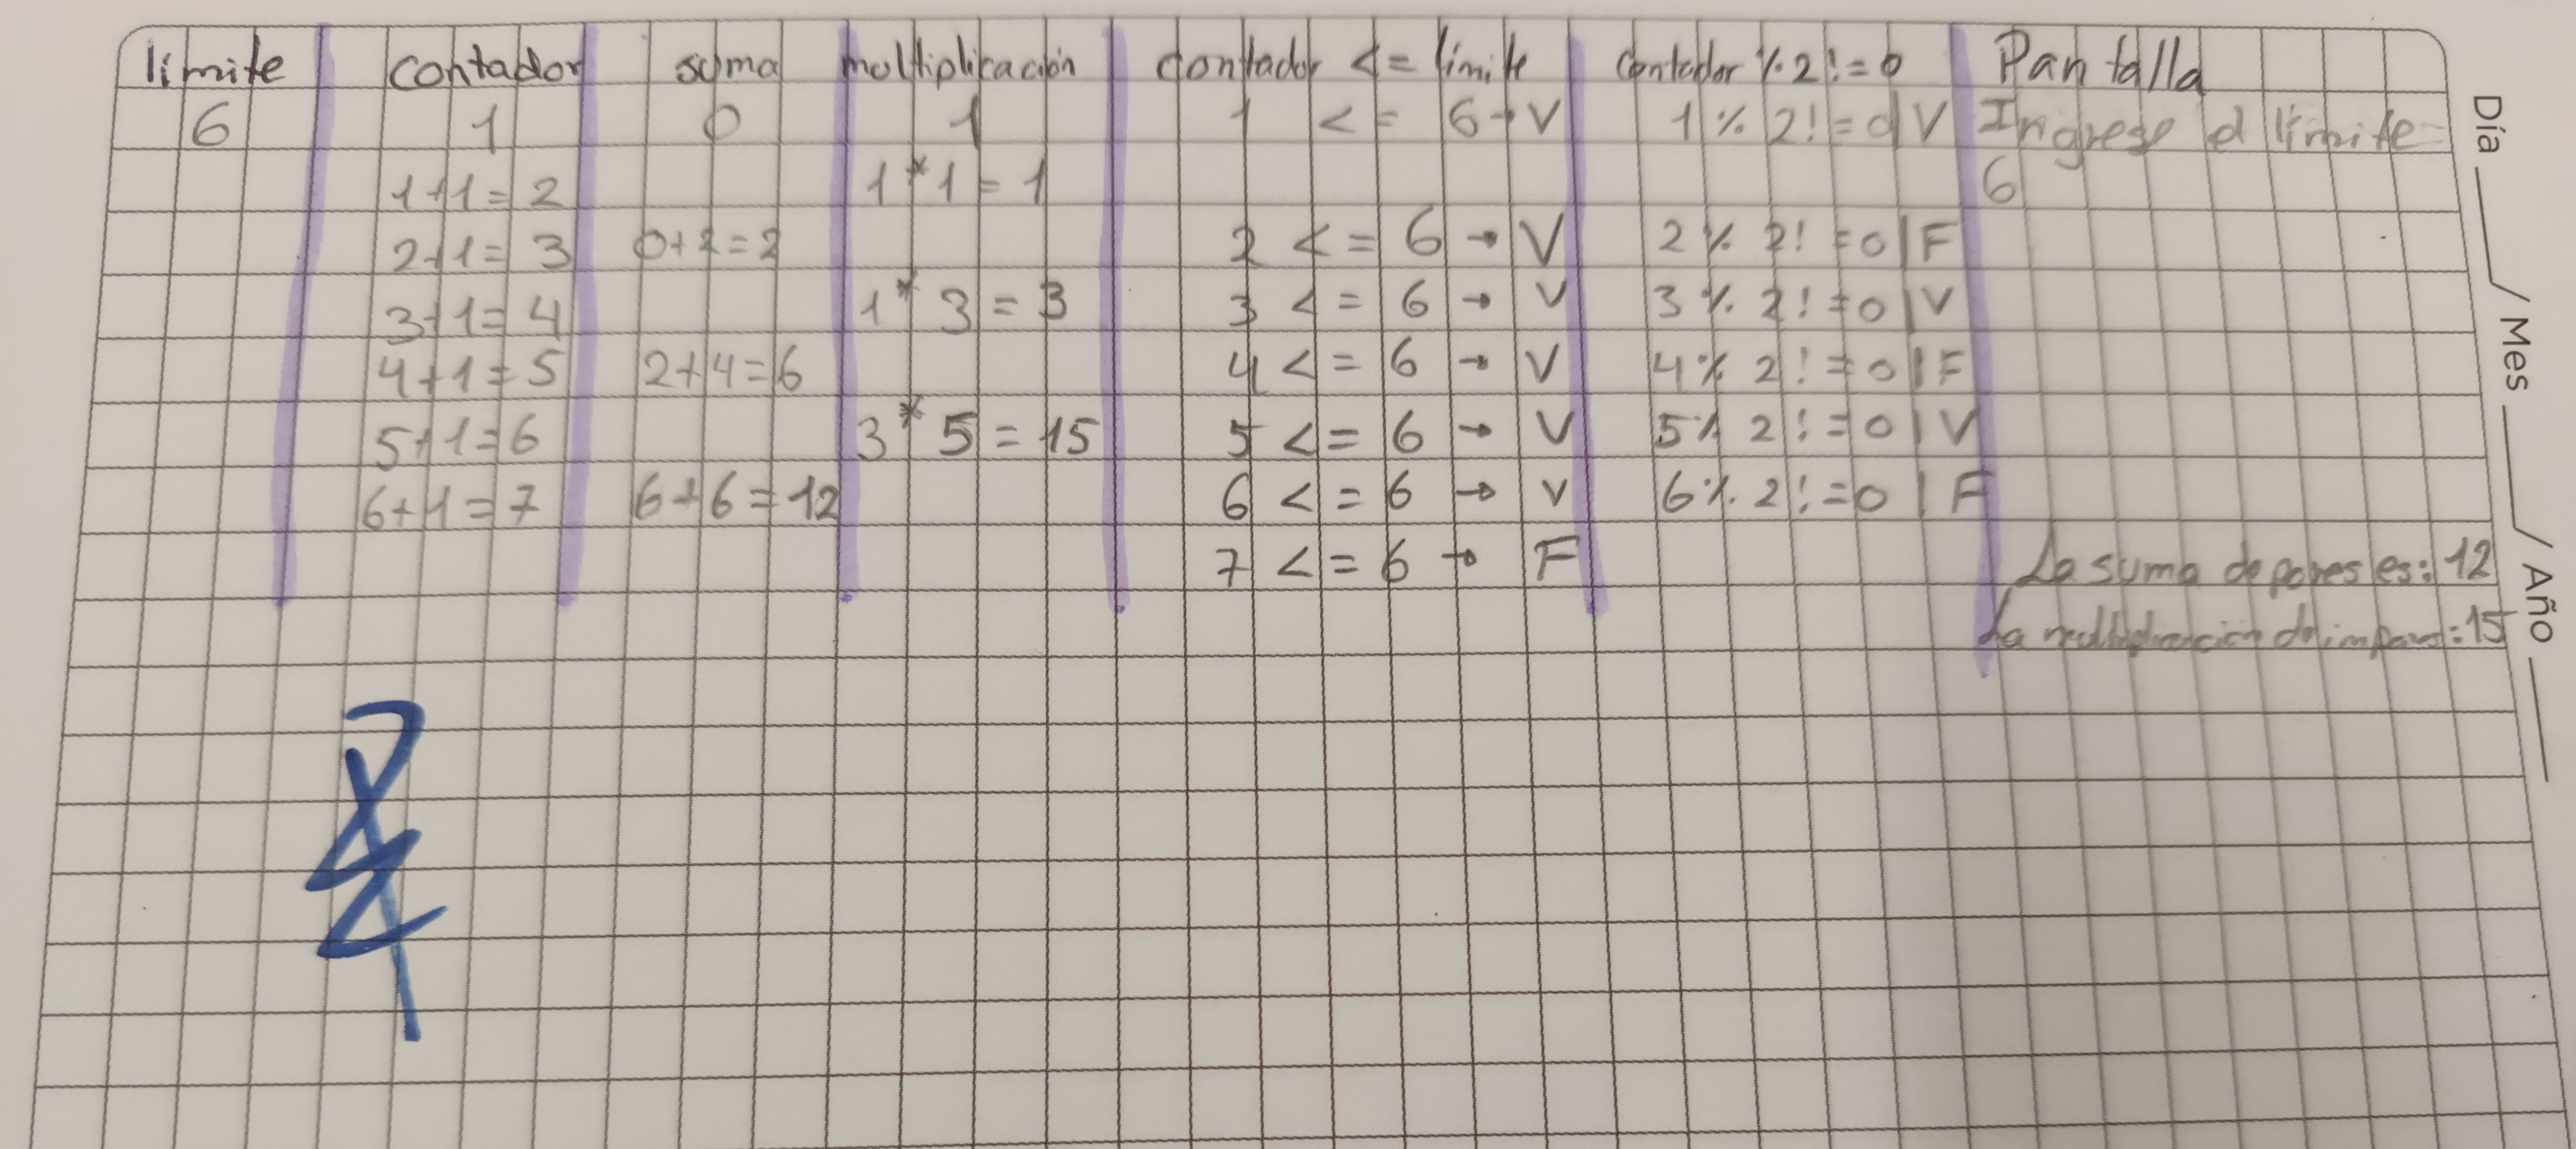 límite contador suma multiplicación contador <= límite contador % 2 != 0 Pantalla
6 1 0 1 1 <= 6 → V 1 % 2 != 0 | V Ingrese el límite
1+1=2 1*1=1 6
2+1=3 0+2=2 2 <= 6 → V 2 % 2 != 0 | F
3+1=4 1*3=3 3 <= 6 → V 3 % 2 != 0 | V
4+1=5 2+4=6 4 <= 6 → V 4 % 2 != 0 | F
5+1=6 3*5=15 5 <= 6 → V 5 % 2 != 0 | V
6+1=7 6+6=12 6 <= 6 → V 6 % 2 != 0 | F
7 <= 6 → F La suma de pares es: 12
La multiplicación de impares: 15
Día / Mes / Año